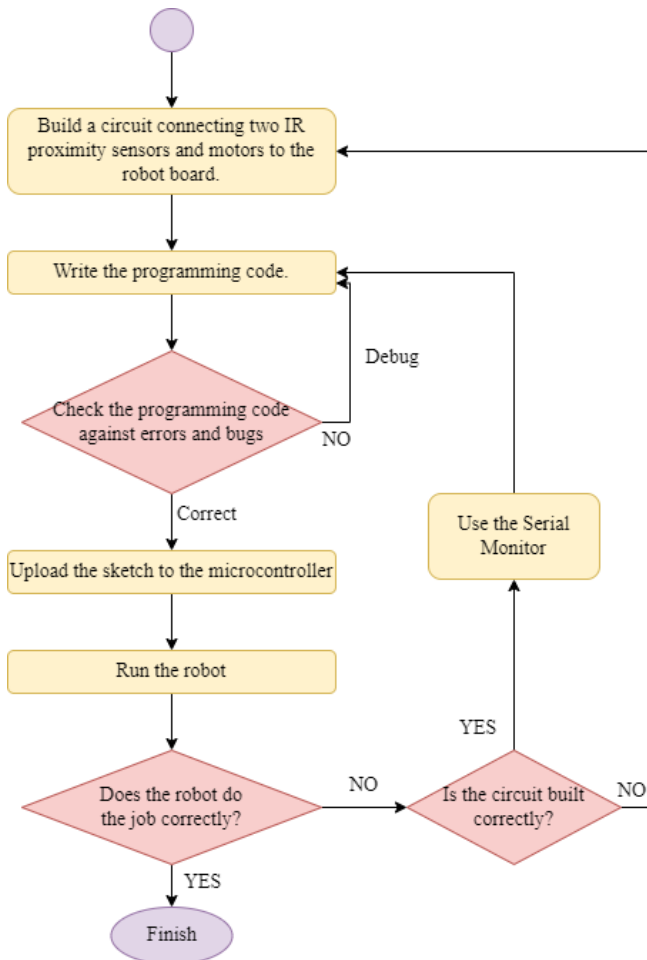 Build a circuit connecting two IR
proximity sensors and motors to the
robot board.
Write the programming code.
Debug
Check the programming code
against errors and bugs
NO
Correct
Use the Serial
Monitor
Upload the sketch to the microcontroller
Run the robot
YES
Does the robot do
the job correctly?
NO
Is the circuit built
correctly?
NO
YES
Finish